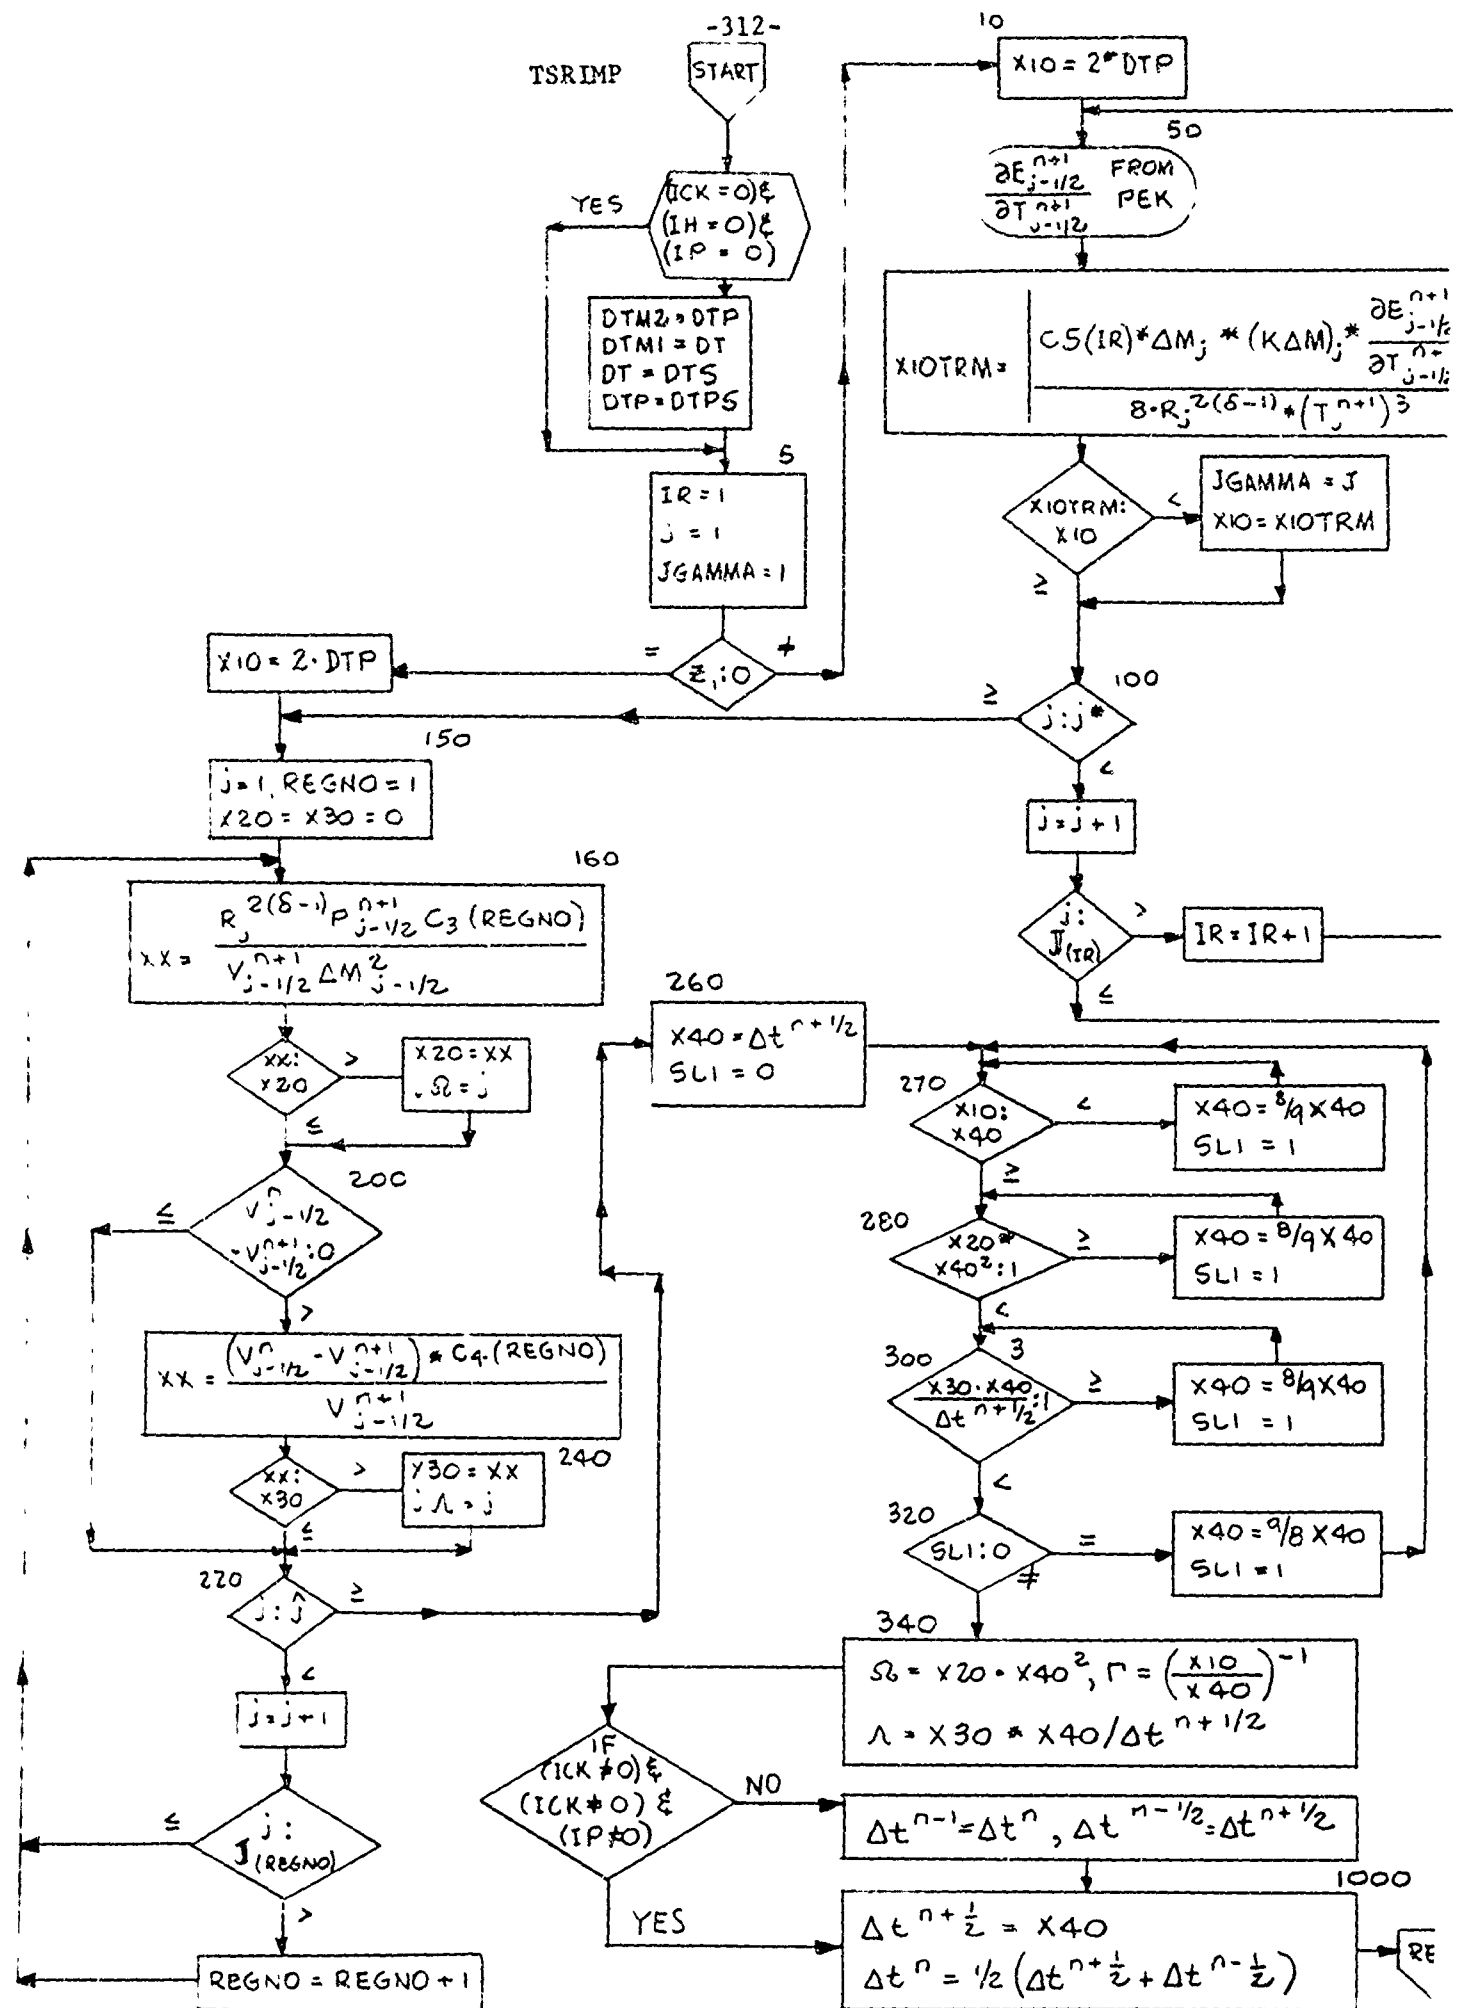 -312-
TSRIMP
START
YES
(ICK = 0)&
(IH = 0)&
(IP = 0)
DTM2 = DTP
DTM1 = DT
DT = DTS
DTP = DTPS
5
IR = 1
j = 1
JGAMMA = 1
Z₁ : 0
=
≠
X10 = 2 · DTP
10
X10 = 2* DTP
50
∂E^{n+1}_{j-1/2} / ∂T^{n+1}_{j-1/2} FROM PEK
X10TRM = C5(IR)* ΔM_j * (KΔM)_j * ∂E^{n+1}_{j-1/2} / ∂T^{n+1}_{j-1/2}
8 · R_j^{2(δ-1)} * (T_j^{n+1})^3
X10TRM :
X10
<
≥
JGAMMA = J
X10 = X10TRM
100
j : j*
≥
<
j = j + 1
j :
J(IR)
>
≤
IR = IR + 1
150
j = 1, REGNO = 1
X20 = X30 = 0
160
XX = R_j^{2(δ-1)} P^{n+1}_{j-1/2} C₃ (REGNO)
V^{n+1}_{j-1/2} ΔM²_{j-1/2}
XX :
X20
>
≤
X20 = XX
Ω = j
200
V^n_{j-1/2}
-V^{n+1}_{j-1/2} : 0
≤
>
XX = (V^n_{j-1/2} - V^{n+1}_{j-1/2}) * C₄.(REGNO)
V^{n+1}_{j-1/2}
240
XX :
X30
>
≤
X30 = XX
jΛ = j
220
j : ĵ
≥
<
j = j + 1
j :
J(REGNO)
≤
>
REGNO = REGNO + 1
260
X40 = Δt^{n+1/2}
SL1 = 0
270
X10 :
X40
<
≥
X40 = 8/9 X40
SL1 = 1
280
X20 *
X40² : 1
≥
<
X40 = 8/9 X40
SL1 = 1
300
3
X30 · X40
Δt^{n+1/2} : 1
≥
<
X40 = 8/9 X40
SL1 = 1
320
SL1 : 0
=
≠
X40 = 9/8 X40
SL1 = 1
340
Ω = X20 · X40², Γ = (X10 / X40)^{-1}
Λ = X30 * X40/Δt^{n+1/2}
IF
(ICK ≠ 0) &
(ICK ≠ 0) &
(IP ≠ 0)
NO
YES
Δt^{n-1} = Δt^n, Δt^{n-1/2} = Δt^{n+1/2}
1000
Δt^{n+1/2} = X40
Δt^n = 1/2 (Δt^{n+1/2} + Δt^{n-1/2})
RE